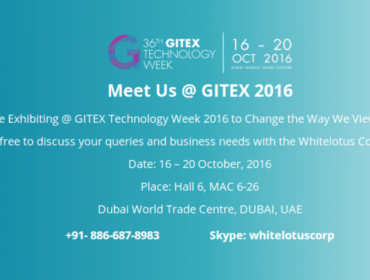 36TH GITEX
TECHNOLOGY
WEEK
16 – 20
OCT 2016
DUBAI WORLD TRADE CENTRE
Meet Us @ GITEX 2016
e Exhibiting @ GITEX Technology Week 2016 to Change the Way We View
free to discuss your queries and business needs with the Whitelotus Co
Date: 16 – 20 October, 2016
Place: Hall 6, MAC 6-26
Dubai World Trade Centre, DUBAI, UAE
+91- 886-687-8983 Skype: whitelotuscorp